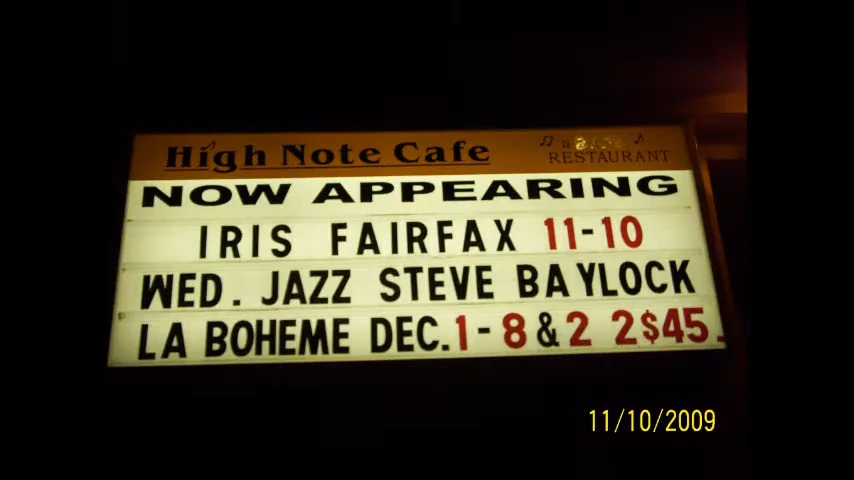 High Note Cafe
RESTAURANT
NOW APPEARING
IRIS FAIRFAX 11-10
WED. JAZZ STEVE BAYLOCK
LA BOHEME DEC. 1-8 & 2 2 $45.
11/10/2009